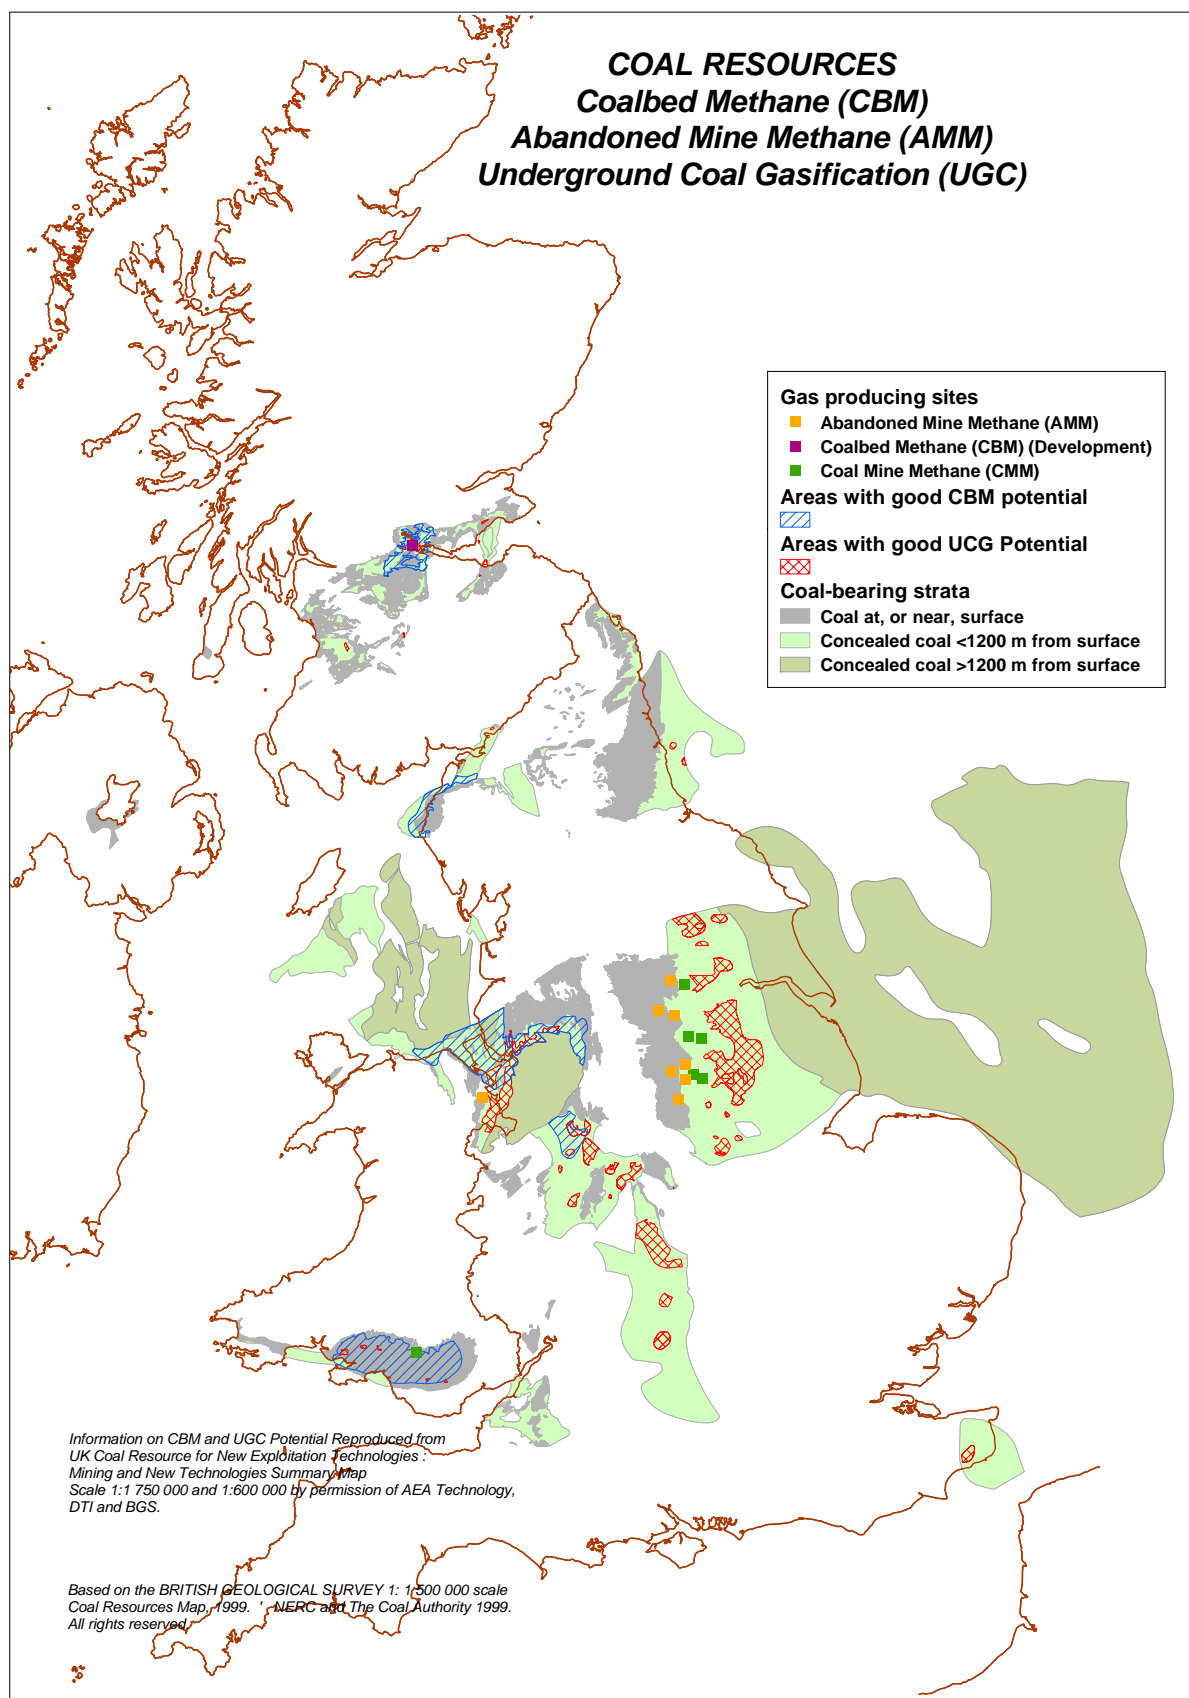 COAL RESOURCES
Coalbed Methane (CBM)
Abandoned Mine Methane (AMM)
Underground Coal Gasification (UGC)
Gas producing sites
Abandoned Mine Methane (AMM)
Coalbed Methane (CBM) (Development)
Coal Mine Methane (CMM)
Areas with good CBM potential
Areas with good UCG Potential
Coal-bearing strata
Coal at, or near, surface
Concealed coal <1200 m from surface
Concealed coal >1200 m from surface
Information on CBM and UGC Potential Reproduced from
UK Coal Resource for New Exploitation Technologies :
Mining and New Technologies Summary Map
Scale 1:1 750 000 and 1:600 000 by permission of AEA Technology,
DTI and BGS.
Based on the BRITISH GEOLOGICAL SURVEY 1: 1 500 000 scale
Coal Resources Map, 1999. ' NERC and The Coal Authority 1999.
All rights reserved.